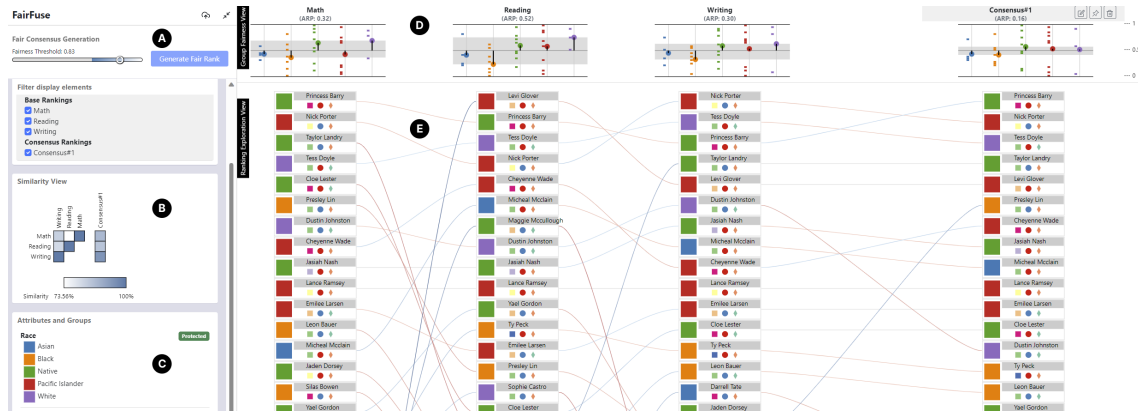 FairFuse
Fair Consensus Generation
A
Fairness Threshold: 0.83
Generate Fair Rank
Filter display elements
Base Rankings
Math
Reading
Writing
Consensus Rankings
Consensus#1
Similarity View
B
Writing
Reading
Math
Consensus#1
Math
Reading
Writing
Similarity 73.56% 100%
Attributes and Groups
Race Protected
Asian
Black
C
Native
Pacific Islander
White
Group Fairness View
Math
(ARP: 0.32)
Reading
(ARP: 0.52)
Writing
(ARP: 0.30)
Consensus#1
(ARP: 0.16)
D
Ranking Exploration View
E
Princess Barry
Nick Porter
Taylor Landry
Tess Doyle
Cloe Lester
Presley Lin
Dustin Johnston
Cheyenne Wade
Jasiah Nash
Lance Ramsey
Emilee Larsen
Leon Bauer
Micheal Mcclain
Jaden Dorsey
Silas Bowen
Yael Gordon
Levi Glover
Princess Barry
Tess Doyle
Nick Porter
Cheyenne Wade
Micheal Mcclain
Maggie Mccullough
Dustin Johnston
Jasiah Nash
Lance Ramsey
Yael Gordon
Ty Peck
Emilee Larsen
Presley Lin
Sophie Castro
Cloe Lester
Nick Porter
Tess Doyle
Princess Barry
Taylor Landry
Levi Glover
Dustin Johnston
Jasiah Nash
Micheal Mcclain
Cheyenne Wade
Lance Ramsey
Emilee Larsen
Cloe Lester
Ty Peck
Leon Bauer
Darrell Tate
Jaden Dorsey
Princess Barry
Nick Porter
Tess Doyle
Taylor Landry
Levi Glover
Presley Lin
Cheyenne Wade
Jasiah Nash
Micheal Mcclain
Lance Ramsey
Emilee Larsen
Cloe Lester
Dustin Johnston
Ty Peck
Leon Bauer
Yael Gordon